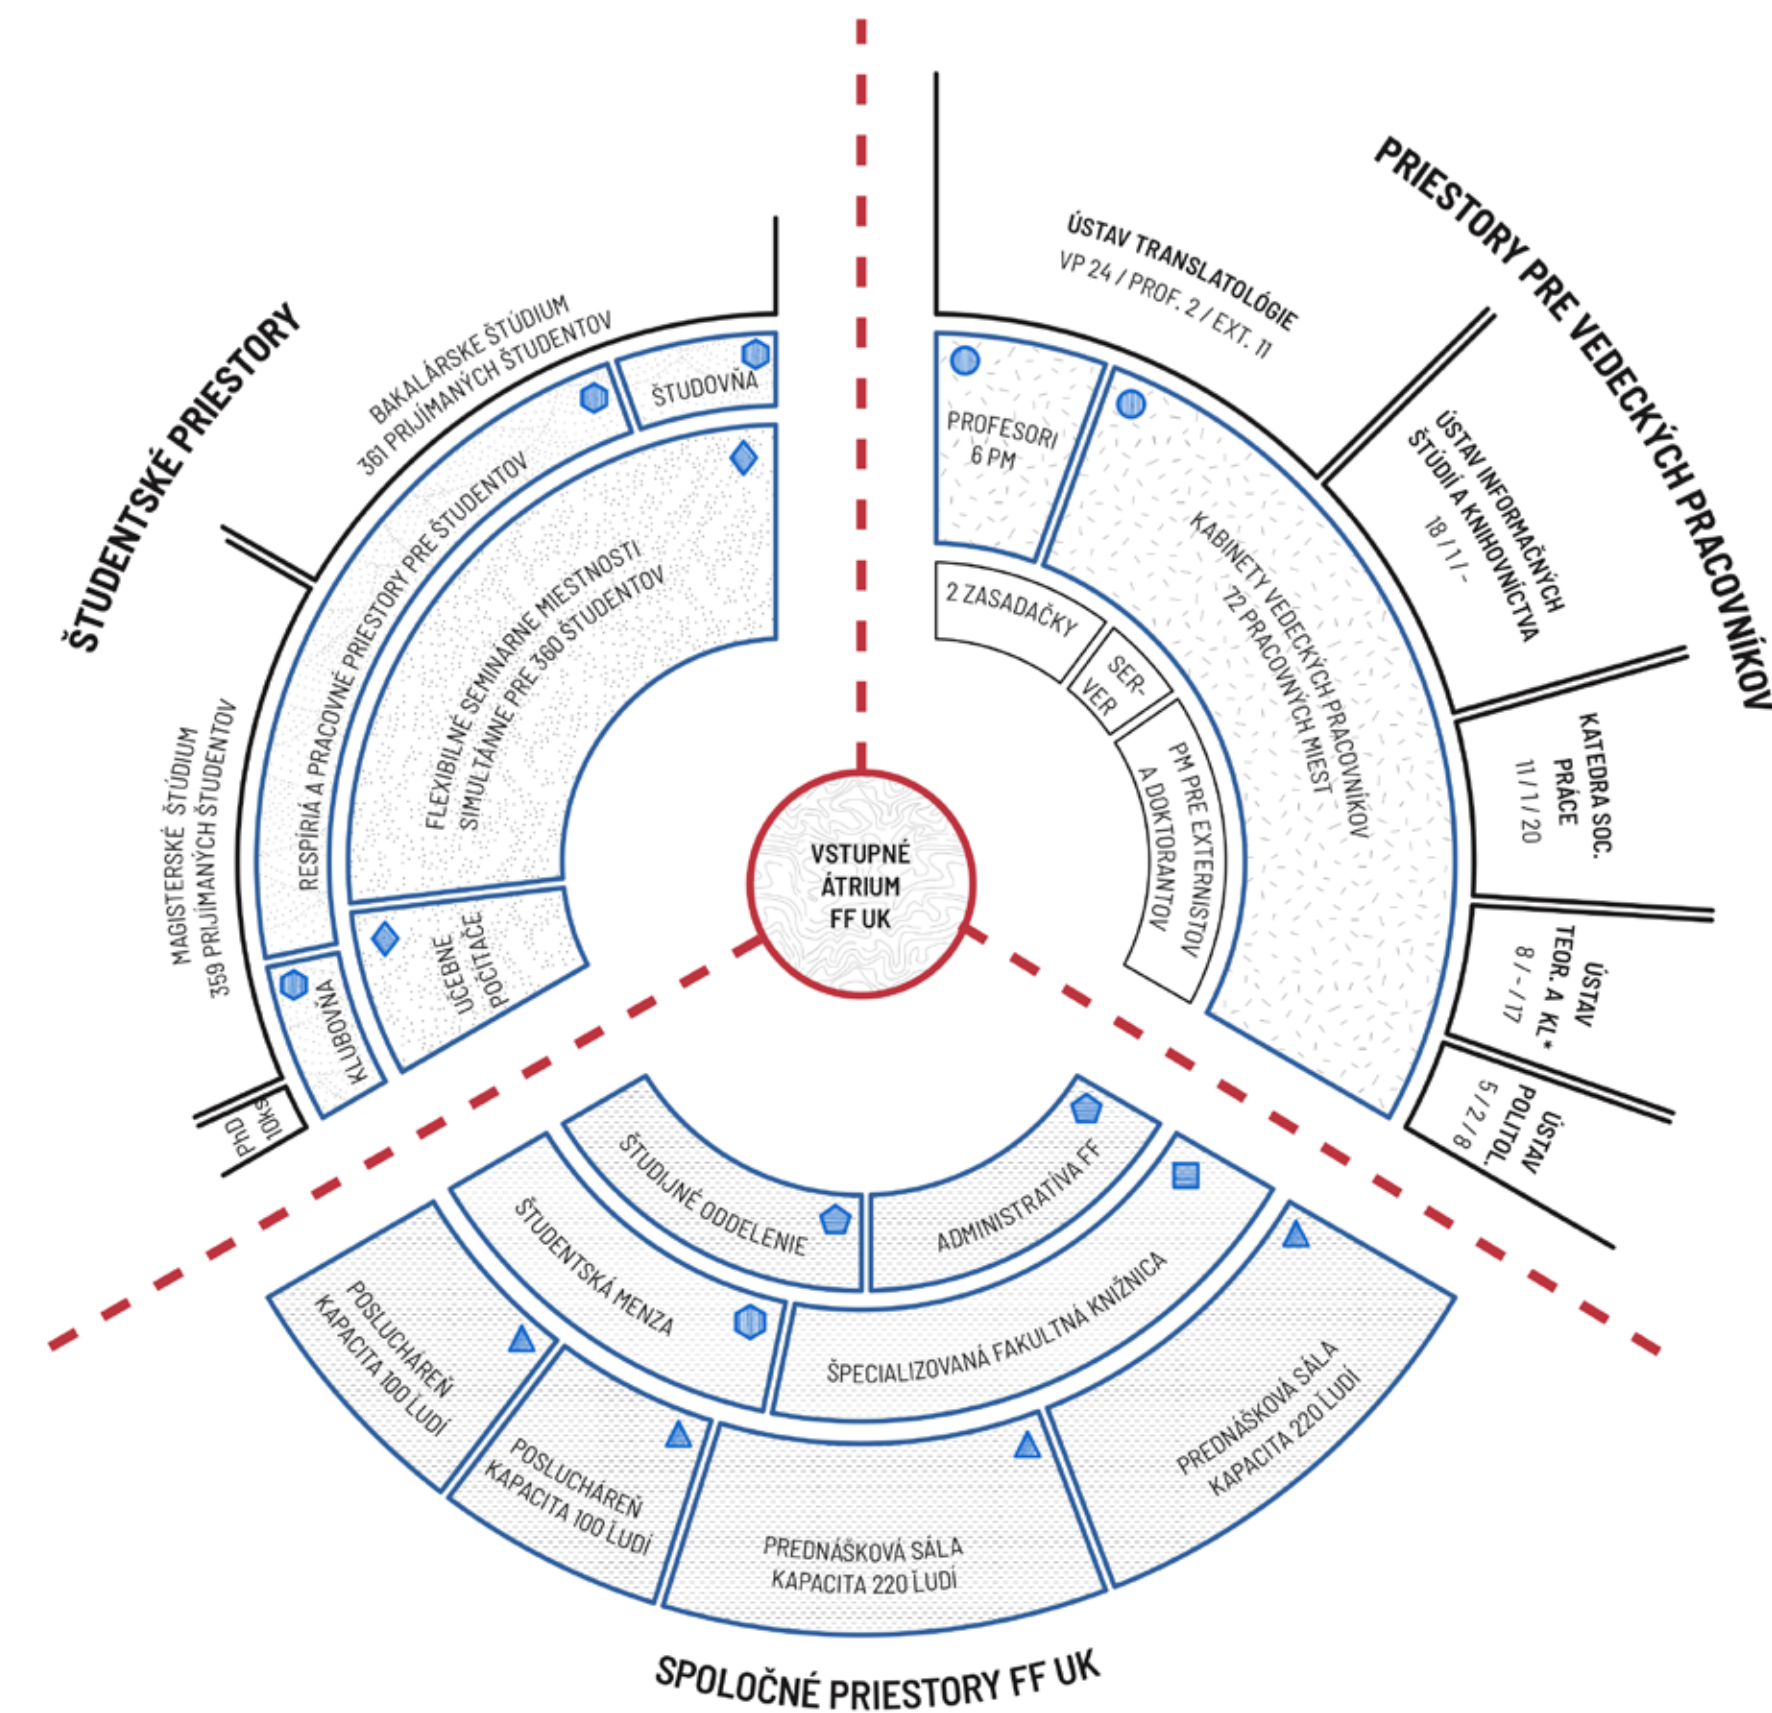 ŠTUDENTSKÉ PRIESTORY
BAKALÁRSKE ŠTÚDIUM
361 PRIJÍMANÝCH ŠTUDENTOV
MAGISTERSKÉ ŠTÚDIUM
359 PRIJÍMANÝCH ŠTUDENTOV
PhD
10ks
ŠTUDOVŇA
RESPÍRIÁ A PRACOVNÉ PRIESTORY PRE ŠTUDENTOV
KLUBOVŇA
FLEXIBILNÉ SEMINÁRNE MIESTNOSTI
SIMULTÁNNE PRE 360 ŠTUDENTOV
UČEBNE
POČÍTAČE
PRIESTORY PRE VEDECKÝCH PRACOVNÍKOV
ÚSTAV TRANSLATOLÓGIE
VP 24 / PROF. 2 / EXT. 11
ÚSTAV INFORMAČNÝCH
ŠTÚDIÍ A KNIHOVNÍCTVA
18 / 1 / -
KATEDRA SOC.
PRÁCE
11 / 1 / 20
ÚSTAV
TEOR. A KL*
8 / - / 17
ÚSTAV
POLITOL.
5 / 2 / 8
PROFESORI
6 PM
KABINETY VEDECKÝCH PRACOVNÍKOV
72 PRACOVNÝCH MIEST
2 ZASADAČKY
SER-
VER
PM PRE EXTERNISTOV
A DOKTORANTOV
VSTUPNÉ
ÁTRIUM
FF UK
ŠTUDIJNÉ ODDELENIE
ADMINISTRATÍVA FF
ŠTUDENTSKÁ MENZA
ŠPECIALIZOVANÁ FAKULTNÁ KNIŽNICA
POSLUCHÁREŇ
KAPACITA 100 ĽUDÍ
POSLUCHÁREŇ
KAPACITA 100 ĽUDÍ
PREDNÁŠKOVÁ SÁLA
KAPACITA 220 ĽUDÍ
PREDNÁŠKOVÁ SÁLA
KAPACITA 220 ĽUDÍ
SPOLOČNÉ PRIESTORY FF UK